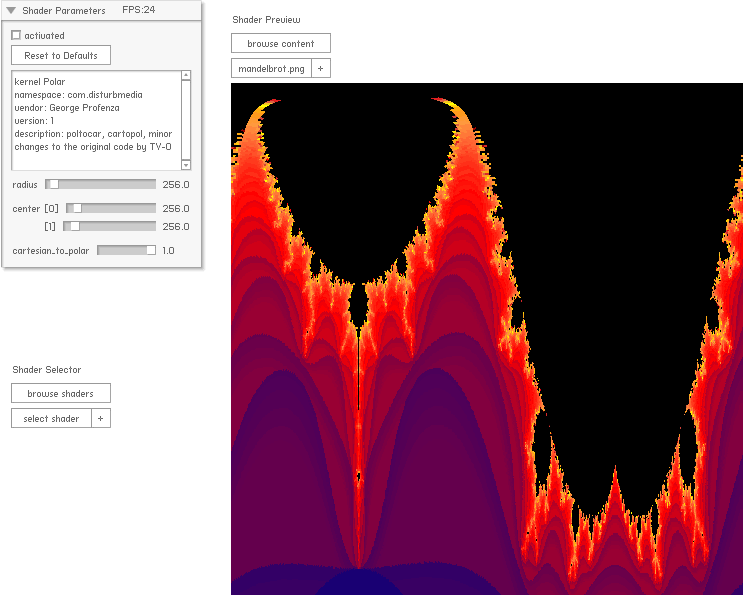 Shader Parameters FPS:24
activated
Reset to Defaults
kernel Polar
namespace: com.disturbmedia
vendor: George Profenza
version: 1
description: poltocar, cartopol, minor
changes to the original code by TV-O
radius 256.0
center [0] 256.0
[1] 256.0
cartesian_to_polar 1.0
Shader Selector
browse shaders
select shader +
Shader Preview
browse content
mandelbrot.png +